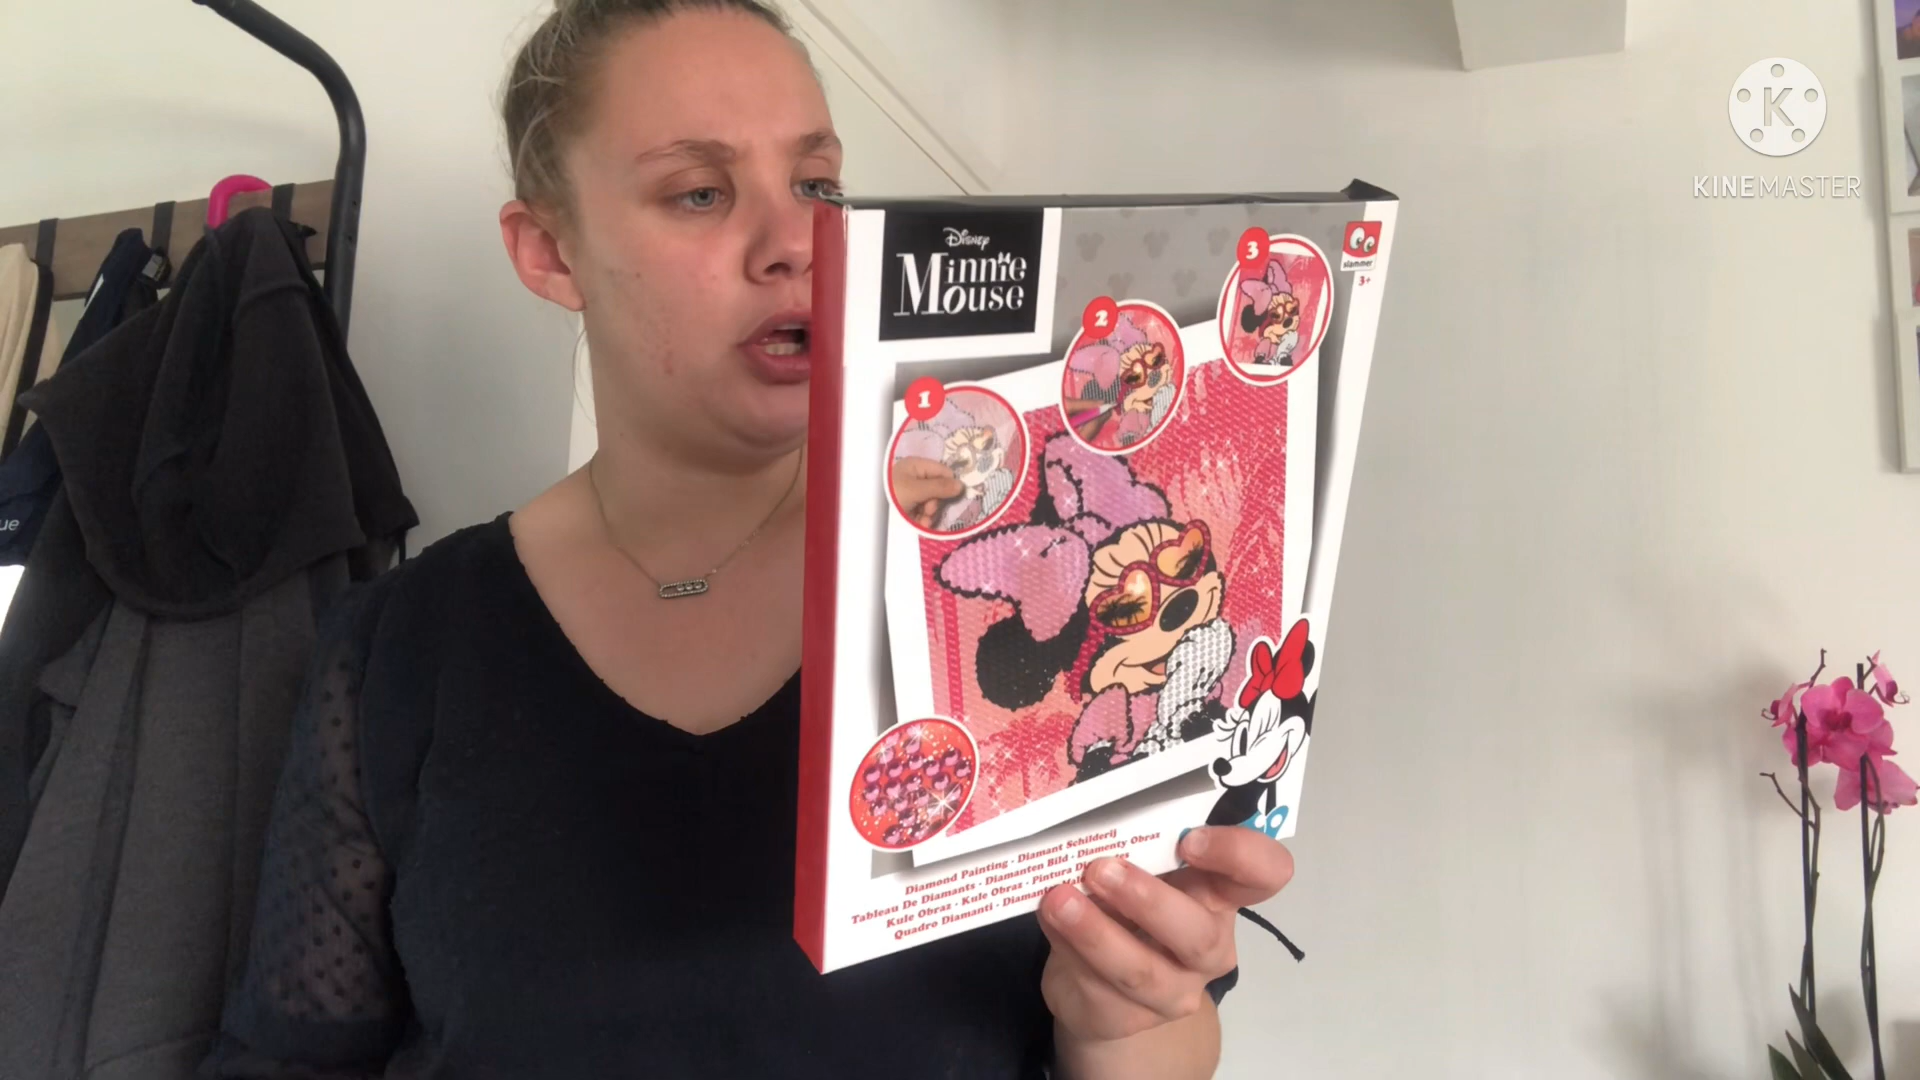 KINEMASTER
K
Disney
Minnie
Mouse
slammer
3+
1
2
3
ue
Diamond Painting · Diamant Schilderij
Tableau De Diamants · Diamanten Bild · Diamenty Obraz
Kule Obraz · Kule Obraz · Pintura
Quadro Diamanti